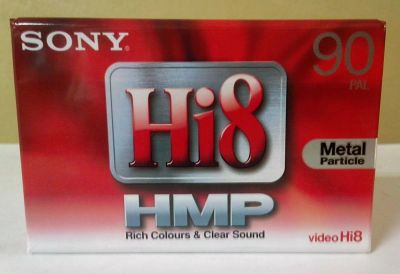 SONY
90
PAL
Hi8
Metal
Particle
HMP
Rich Colours & Clear Sound
video Hi8